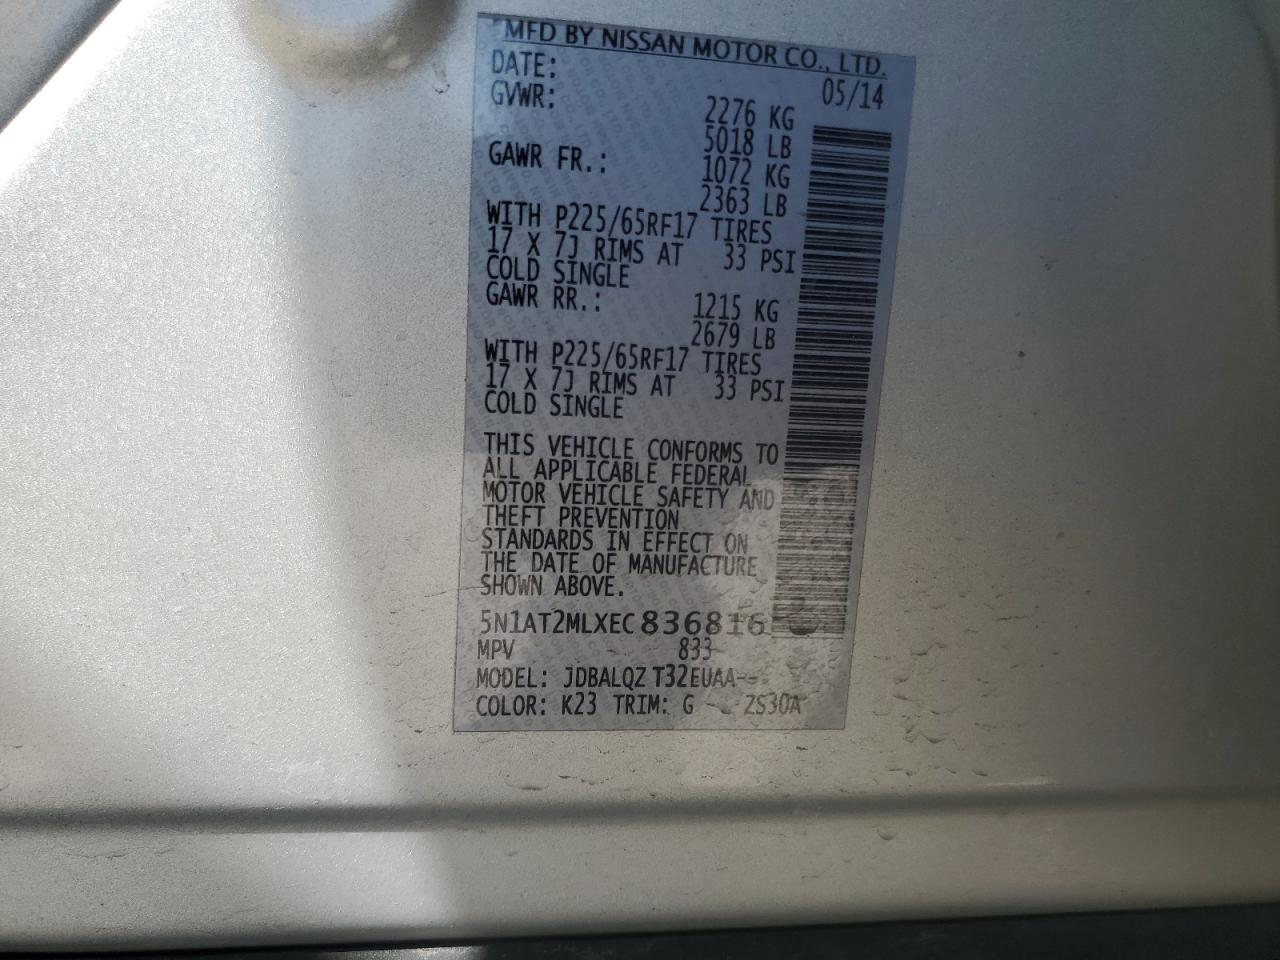 MFD BY NISSAN MOTOR CO., LTD.
DATE: 05/14
GVWR: 2276 KG
5018 LB
GAWR FR.: 1072 KG
2363 LB
WITH P225/65RF17 TIRES
17 X 7J RIMS AT 33 PSI
COLD SINGLE
GAWR RR.: 1215 KG
2679 LB
WITH P225/65RF17 TIRES
17 X 7J RIMS AT 33 PSI
COLD SINGLE
THIS VEHICLE CONFORMS TO
ALL APPLICABLE FEDERAL
MOTOR VEHICLE SAFETY AND
THEFT PREVENTION
STANDARDS IN EFFECT ON
THE DATE OF MANUFACTURE
SHOWN ABOVE.
5N1AT2MLXEC836816
MPV 833
MODEL: JDBALQZ T32EUAA--
COLOR: K23 TRIM: G ZS30A